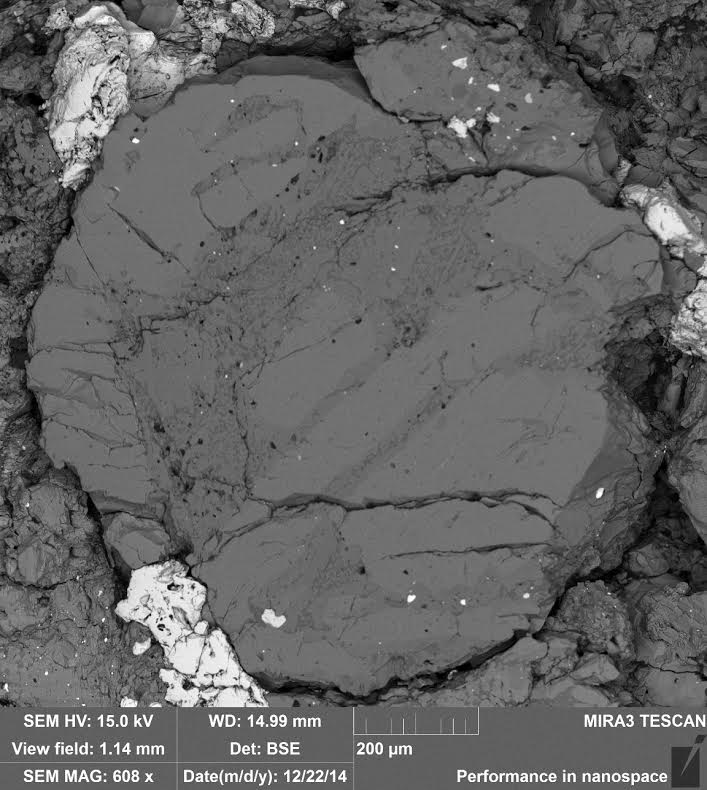 SEM HV: 15.0 kV
WD: 14.99 mm
MIRA3 TESCAN
View field: 1.14 mm
Det: BSE
200 µm
SEM MAG: 608 x
Date(m/d/y): 12/22/14
Performance in nanospace